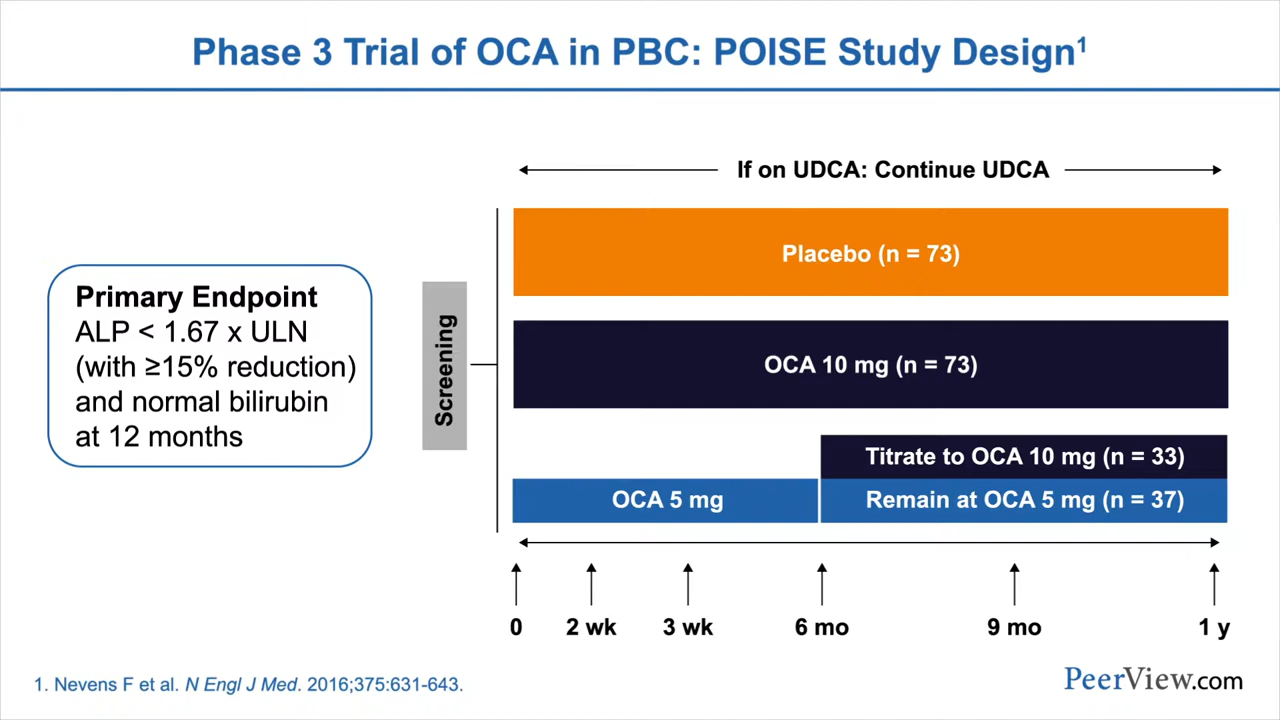 Phase 3 Trial of OCA in PBC: POISE Study Design1
If on UDCA: Continue UDCA
Placebo (n = 73)
Primary Endpoint
ALP < 1.67 x ULN
(with ≥15% reduction)
and normal bilirubin
at 12 months
Screening
OCA 10 mg (n = 73)
Titrate to OCA 10 mg (n = 33)
OCA 5 mg
Remain at OCA 5 mg (n = 37)
0 2 wk 3 wk 6 mo 9 mo 1 y
1. Nevens F et al. N Engl J Med. 2016;375:631-643.
PeerView.com